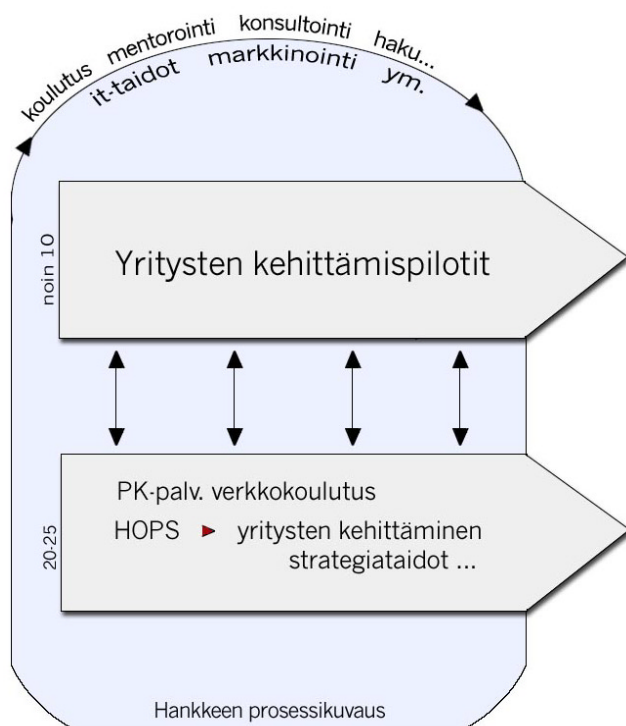 koulutus mentorointi konsultointi haku...
it-taidot markkinointi ym.
noin 10
Yritysten kehittämispilotit
20-25
PK-palv. verkkokoulutus
HOPS ► yritysten kehittäminen
strategiataidot ...
Hankkeen prosessikuvaus